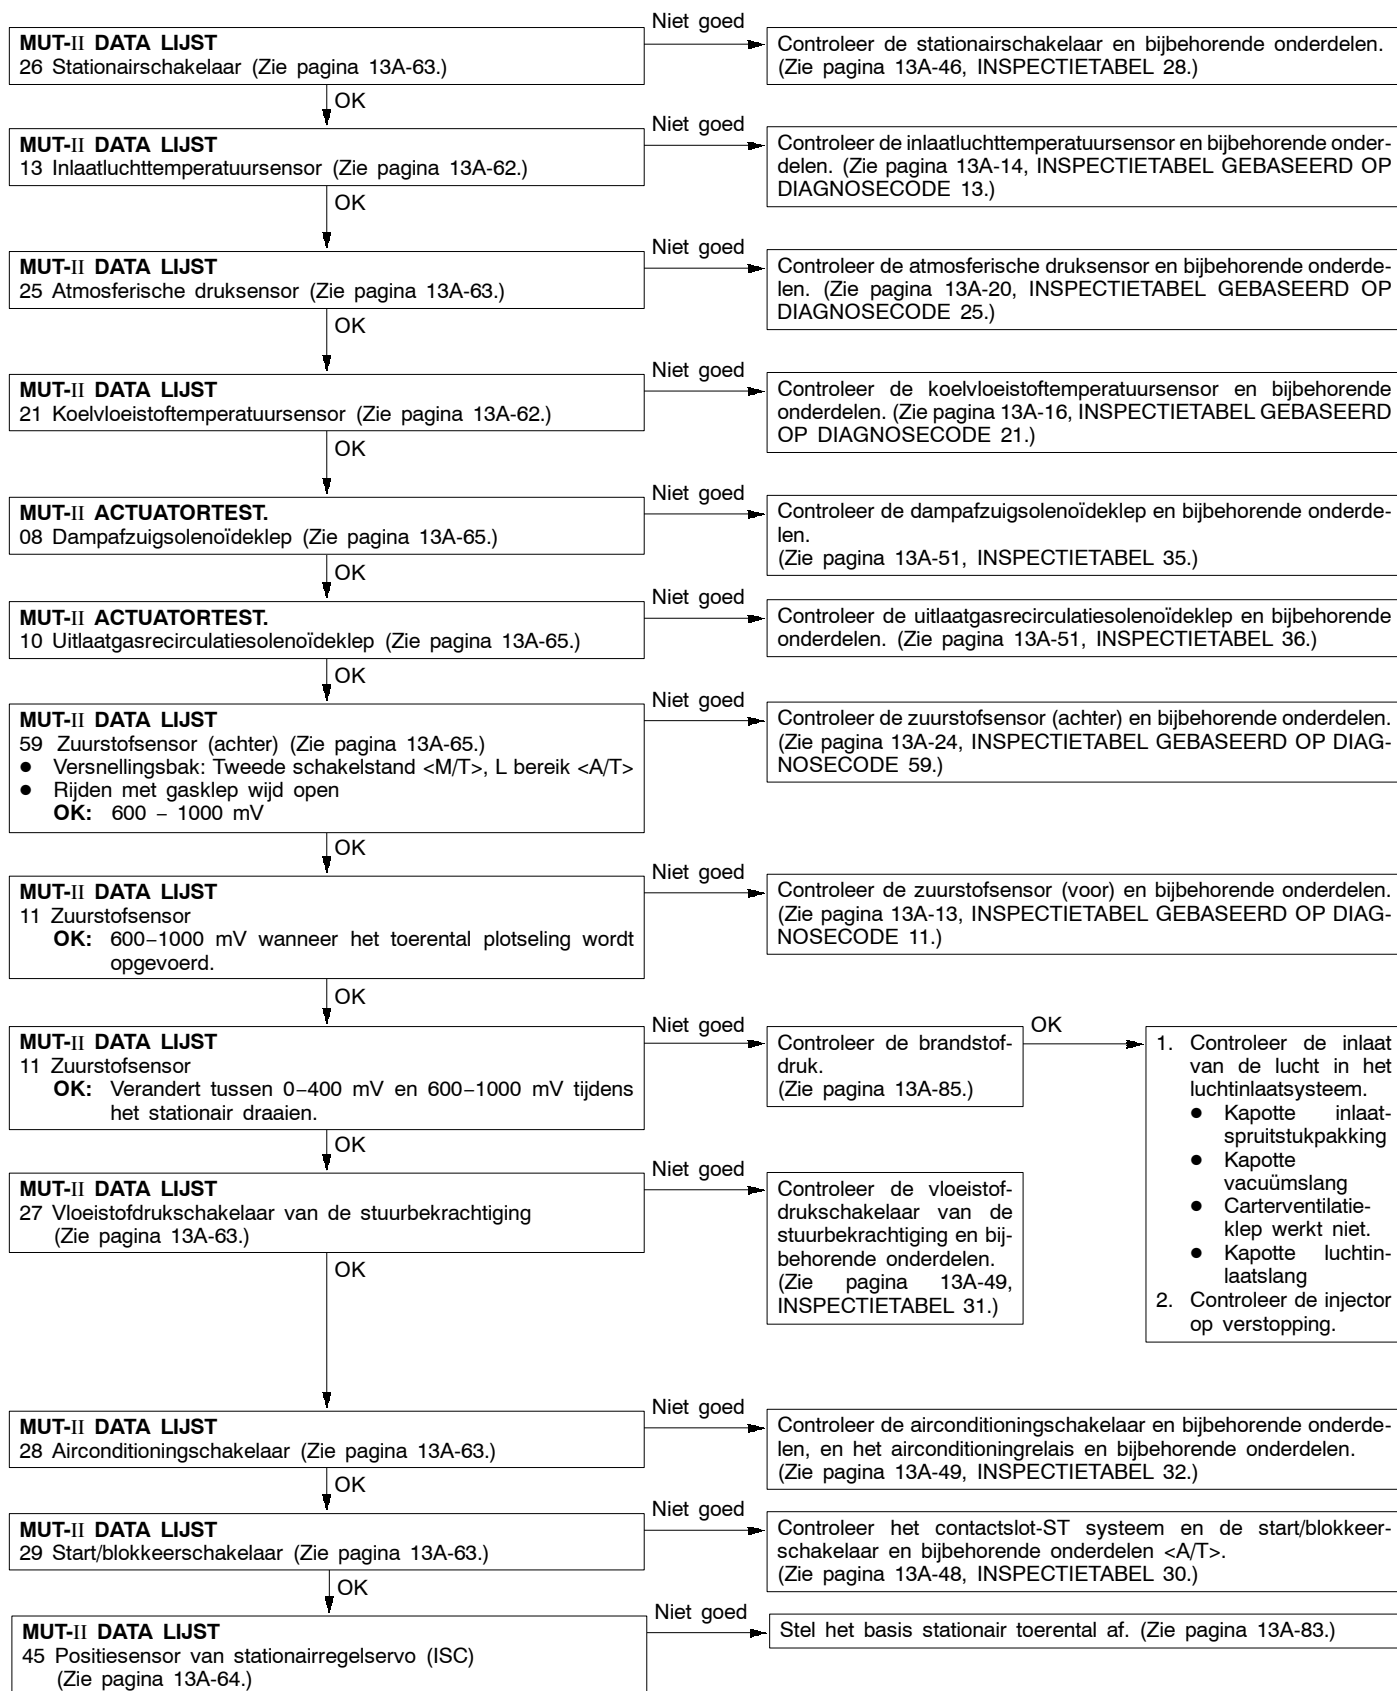 MUT-II DATA LIJST
26 Stationairschakelaar (Zie pagina 13A-63.)
Niet goed
Controleer de stationairschakelaar en bijbehorende onderdelen.
(Zie pagina 13A-46, INSPECTIETABEL 28.)
OK
MUT-II DATA LIJST
13 Inlaatluchttemperatuursensor (Zie pagina 13A-62.)
Niet goed
Controleer de inlaatluchttemperatuursensor en bijbehorende onder-
delen. (Zie pagina 13A-14, INSPECTIETABEL GEBASEERD OP
DIAGNOSECODE 13.)
OK
MUT-II DATA LIJST
25 Atmosferische druksensor (Zie pagina 13A-63.)
Niet goed
Controleer de atmosferische druksensor en bijbehorende onderde-
len. (Zie pagina 13A-20, INSPECTIETABEL GEBASEERD OP
DIAGNOSECODE 25.)
OK
MUT-II DATA LIJST
21 Koelvloeistoftemperatuursensor (Zie pagina 13A-62.)
Niet goed
Controleer de koelvloeistoftemperatuursensor en bijbehorende
onderdelen. (Zie pagina 13A-16, INSPECTIETABEL GEBASEERD
OP DIAGNOSECODE 21.)
OK
MUT-II ACTUATORTEST.
08 Dampafzuigsolenoïdeklep (Zie pagina 13A-65.)
Niet goed
Controleer de dampafzuigsolenoïdeklep en bijbehorende onderde-
len.
(Zie pagina 13A-51, INSPECTIETABEL 35.)
OK
MUT-II ACTUATORTEST.
10 Uitlaatgasrecirculatiesolenoïdeklep (Zie pagina 13A-65.)
Niet goed
Controleer de uitlaatgasrecirculatiesolenoïdeklep en bijbehorende
onderdelen. (Zie pagina 13A-51, INSPECTIETABEL 36.)
OK
MUT-II DATA LIJST
59 Zuurstofsensor (achter) (Zie pagina 13A-65.)
● Versnellingsbak: Tweede schakelstand <M/T>, L bereik <A/T>
● Rijden met gasklep wijd open
OK: 600 – 1000 mV
Niet goed
Controleer de zuurstofsensor (achter) en bijbehorende onderdelen.
(Zie pagina 13A-24, INSPECTIETABEL GEBASEERD OP DIAG-
NOSECODE 59.)
OK
MUT-II DATA LIJST
11 Zuurstofsensor
OK: 600–1000 mV wanneer het toerental plotseling wordt
opgevoerd.
Niet goed
Controleer de zuurstofsensor (voor) en bijbehorende onderdelen.
(Zie pagina 13A-13, INSPECTIETABEL GEBASEERD OP DIAG-
NOSECODE 11.)
OK
MUT-II DATA LIJST
11 Zuurstofsensor
OK: Verandert tussen 0–400 mV en 600–1000 mV tijdens
het stationair draaien.
Niet goed
Controleer de brandstof-
druk.
(Zie pagina 13A-85.)
OK
1. Controleer de inlaat
van de lucht in het
luchtinlaatsysteem.
● Kapotte inlaat-
spruitstukpakking
● Kapotte
vacuümslang
● Carterventilatie-
klep werkt niet.
● Kapotte luchtin-
laatslang
2. Controleer de injector
op verstopping.
OK
MUT-II DATA LIJST
27 Vloeistofdrukschakelaar van de stuurbekrachtiging
(Zie pagina 13A-63.)
Niet goed
Controleer de vloeistof-
drukschakelaar van de
stuurbekrachtiging en bij-
behorende onderdelen.
(Zie pagina 13A-49,
INSPECTIETABEL 31.)
OK
MUT-II DATA LIJST
28 Airconditioningschakelaar (Zie pagina 13A-63.)
Niet goed
Controleer de airconditioningschakelaar en bijbehorende onderde-
len, en het airconditioningrelais en bijbehorende onderdelen.
(Zie pagina 13A-49, INSPECTIETABEL 32.)
OK
MUT-II DATA LIJST
29 Start/blokkeerschakelaar (Zie pagina 13A-63.)
Niet goed
Controleer het contactslot-ST systeem en de start/blokkeer-
schakelaar en bijbehorende onderdelen <A/T>.
(Zie pagina 13A-48, INSPECTIETABEL 30.)
OK
MUT-II DATA LIJST
45 Positiesensor van stationairregelservo (ISC)
(Zie pagina 13A-64.)
Niet goed
Stel het basis stationair toerental af. (Zie pagina 13A-83.)